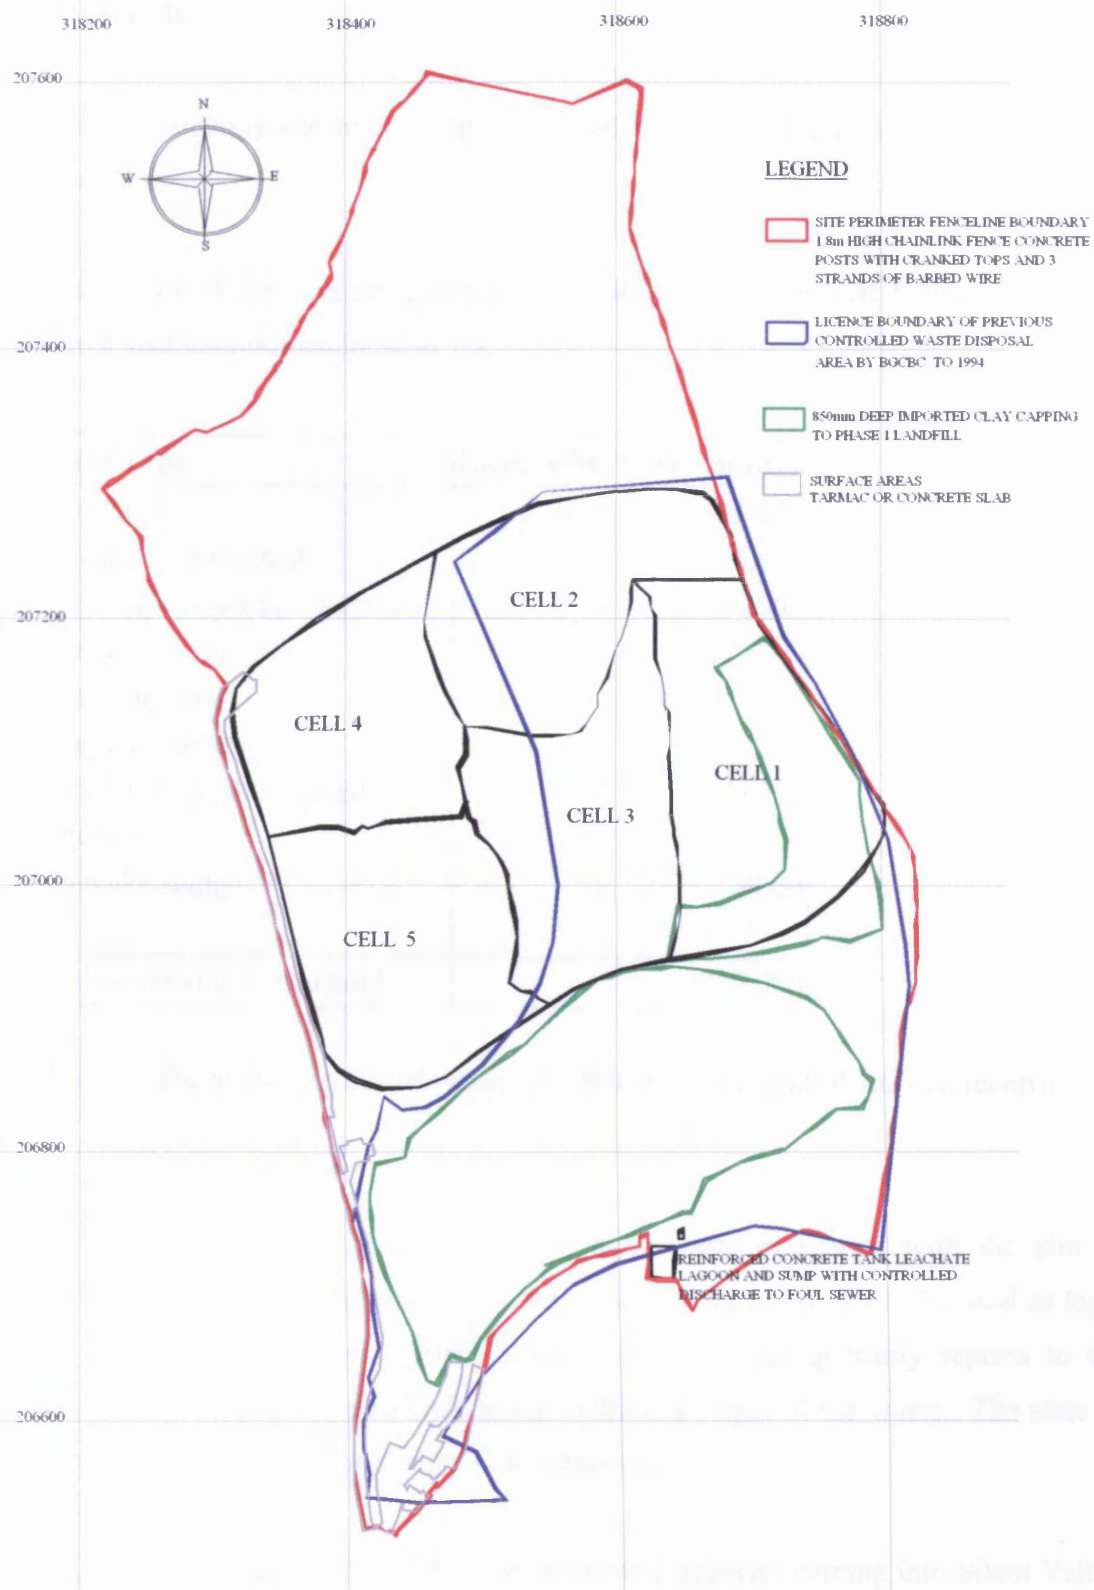 318200 318400 318600 318800
207600
N
W E
S
LEGEND
SITE PERIMETER FENCELINE BOUNDARY
1.8m HIGH CHAINLINK FENCE CONCRETE
POSTS WITH CRANKED TOPS AND 3
STRANDS OF BARBED WIRE
LICENCE BOUNDARY OF PREVIOUS
CONTROLLED WASTE DISPOSAL
AREA BY BGCBC TO 1994
207400
850mm DEEP IMPORTED CLAY CAPPING
TO PHASE 1 LANDFILL
SURFACE AREAS
TARMAC OR CONCRETE SLAB
CELL 2
207200
CELL 4
CELL 1
CELL 3
207000
CELL 5
206800
REINFORCED CONCRETE TANK LEACHATE
LAGOON AND SUMP WITH CONTROLLED
DISCHARGE TO FOUL SEWER
206600